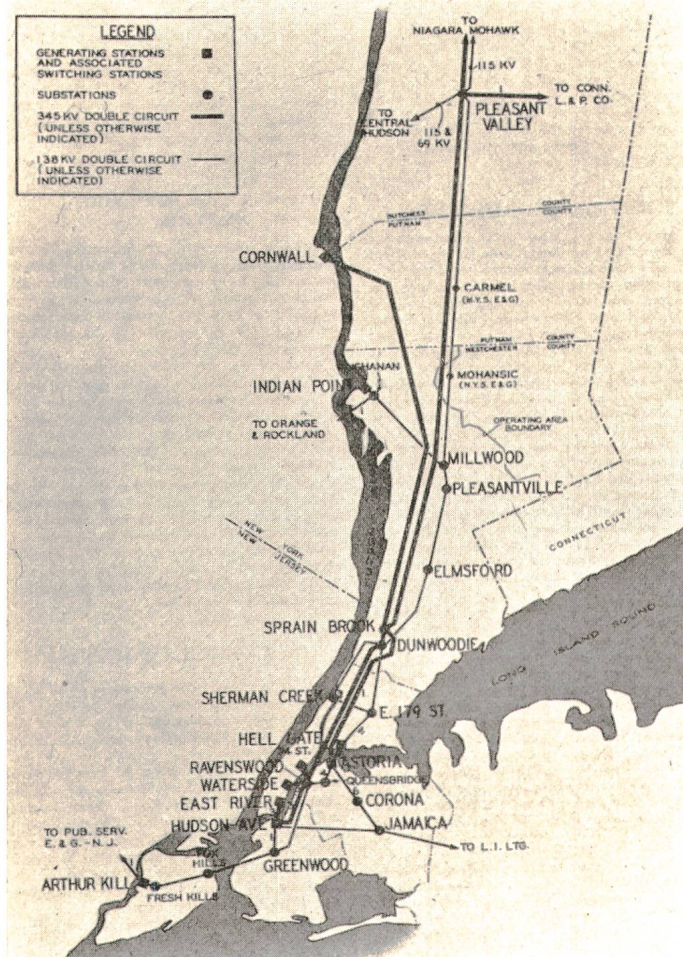 LEGEND
GENERATING STATIONS
AND ASSOCIATED
SWITCHING STATIONS
SUBSTATIONS
345 KV DOUBLE CIRCUIT
(UNLESS OTHERWISE
INDICATED)
138 KV DOUBLE CIRCUIT
(UNLESS OTHERWISE
INDICATED)
TO
NIAGARA MOHAWK
115 KV
TO CONN.
L. & P. CO.
PLEASANT
VALLEY
TO
CENTRAL
HUDSON
115 &
69 KV
DUTCHESS COUNTY
PUTNAM COUNTY
CORNWALL
CARMEL
(N.Y.S. E&G)
PUTNAM COUNTY
WESTCHESTER COUNTY
MOHANSIC
(N.Y.S. E&G)
INDIAN POINT
TO ORANGE
& ROCKLAND
OPERATING AREA
BOUNDARY
MILLWOOD
PLEASANTVILLE
NEW YORK
NEW JERSEY
CONNECTICUT
ELMSFORD
LONG ISLAND SOUND
SPRAIN BROOK
DUNWOODIE
SHERMAN CREEK
E. 179 ST.
HELL GATE
ASTORIA
RAVENSWOOD
QUEENSBRIDGE
WATERSIDE
EAST RIVER
CORONA
HUDSON AVE
JAMAICA
TO L.I. LTG.
TO PUB. SERV.
E. & G. - N. J.
FOX
HILLS
GREENWOOD
ARTHUR KILL
FRESH KILLS